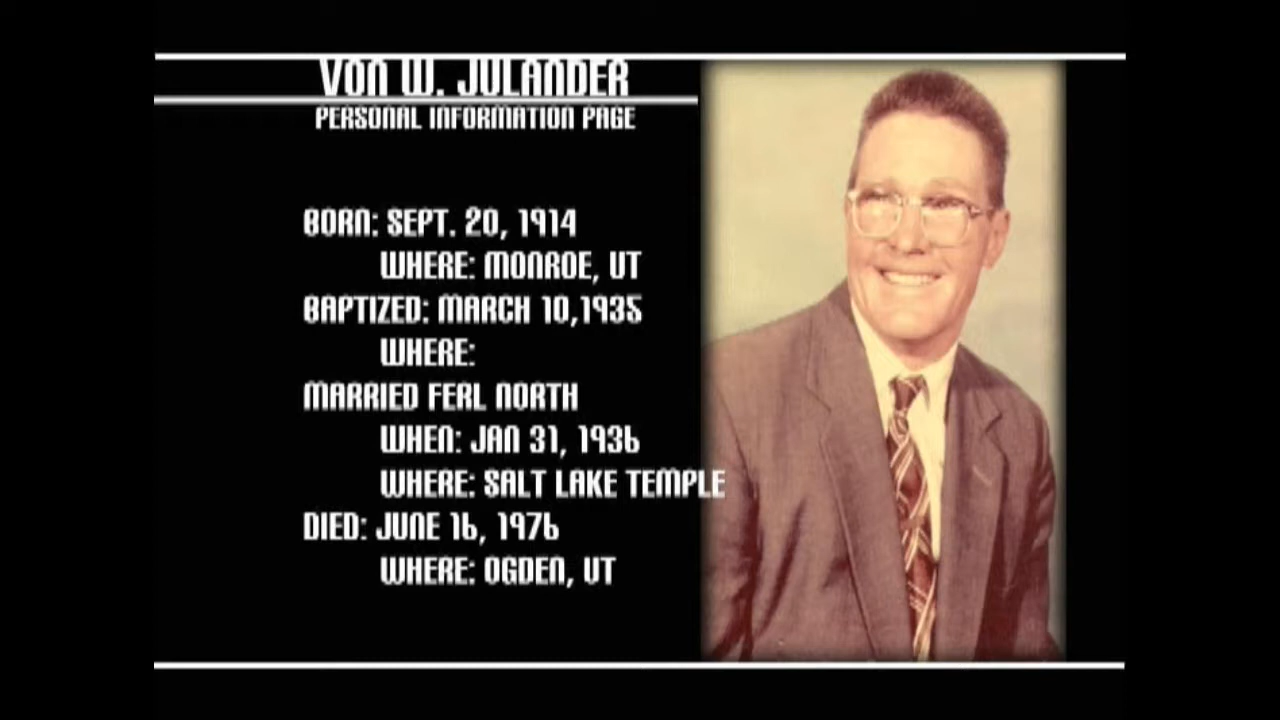 VON W. JULANDER
PERSONAL INFORMATION PAGE
BORN: SEPT. 20, 1914
WHERE: MONROE, UT
BAPTIZED: MARCH 10,1935
WHERE:
MARRIED FERL NORTH
WHEN: JAN 31, 1936
WHERE: SALT LAKE TEMPLE
DIED: JUNE 16, 1976
WHERE: OGDEN, UT